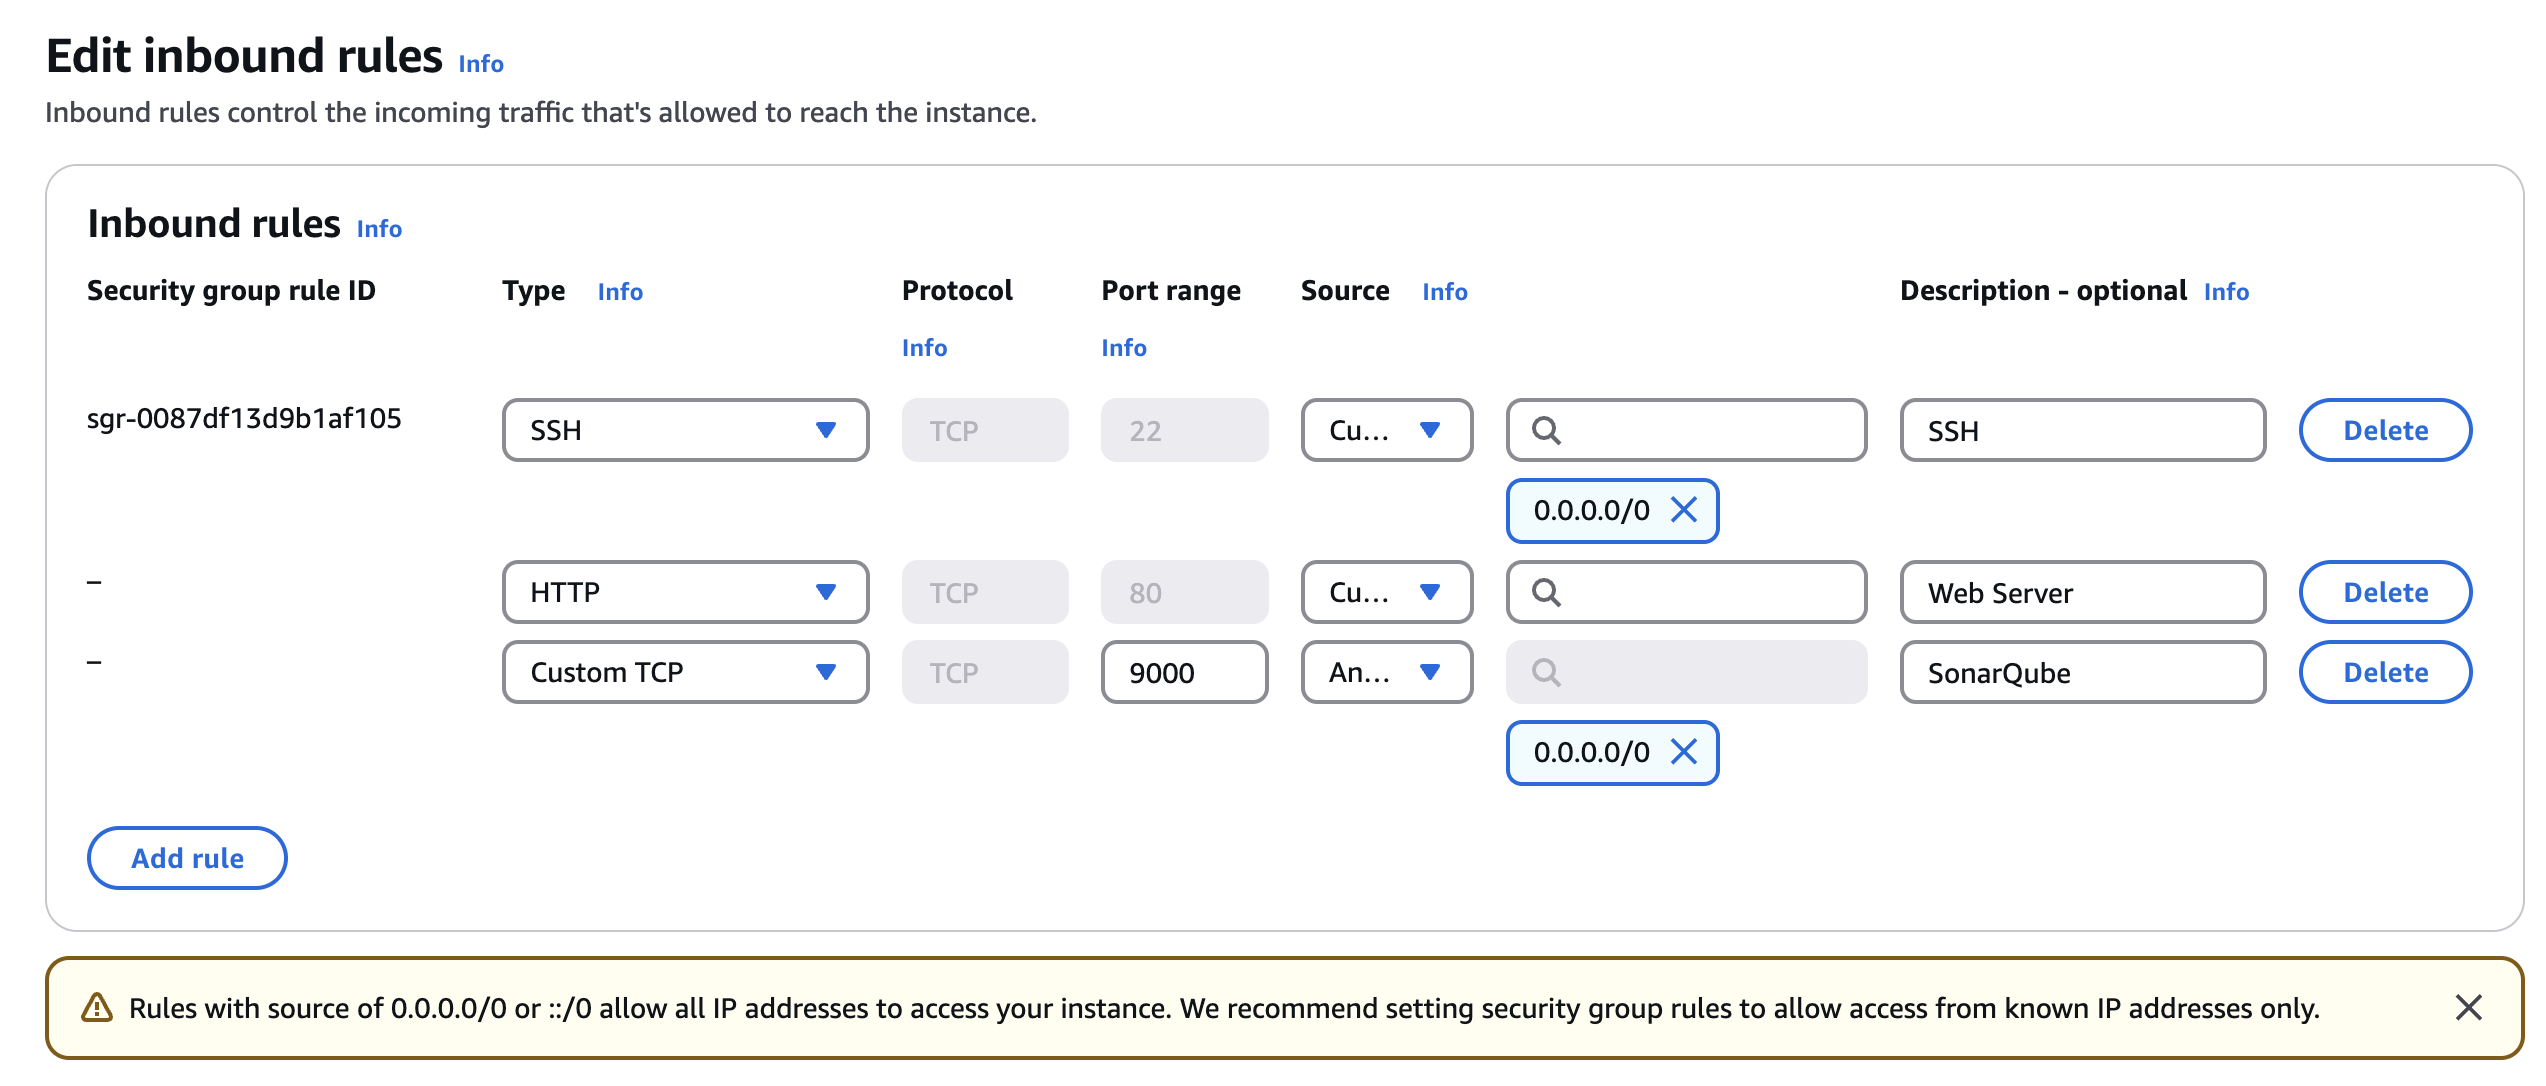 Edit inbound rules Info
Inbound rules control the incoming traffic that's allowed to reach the instance.
Inbound rules Info
Security group rule ID Type Info Protocol Info Port range Info Source Info Description - optional Info
sgr-0087df13d9b1af105 SSH TCP 22 Cu... SSH Delete
0.0.0.0/0
– HTTP TCP 80 Cu... Web Server Delete
– Custom TCP TCP 9000 An... SonarQube Delete
0.0.0.0/0
Add rule
Rules with source of 0.0.0.0/0 or ::/0 allow all IP addresses to access your instance. We recommend setting security group rules to allow access from known IP addresses only.